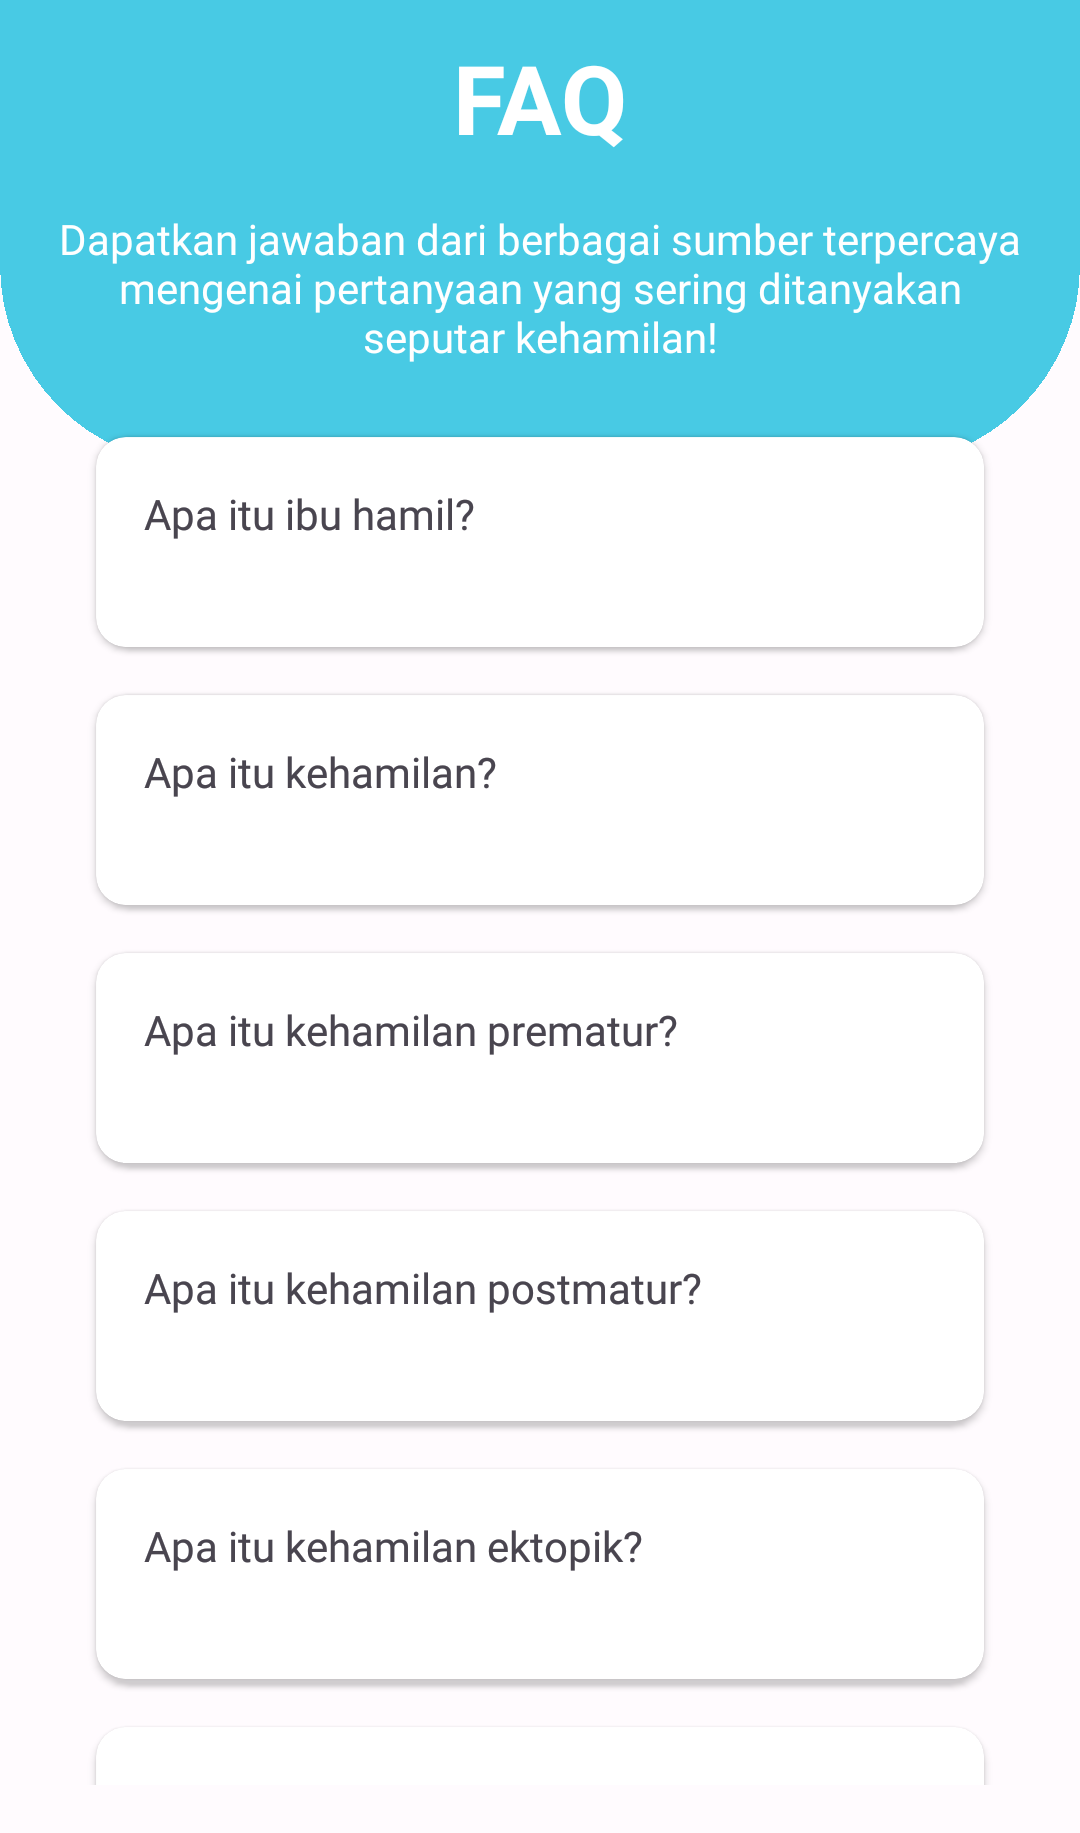 FAQ
Dapatkan jawaban dari berbagai sumber terpercaya
mengenai pertanyaan yang sering ditanyakan
seputar kehamilan!
Apa itu ibu hamil?
Apa itu kehamilan?
Apa itu kehamilan prematur?
Apa itu kehamilan postmatur?
Apa itu kehamilan ektopik?